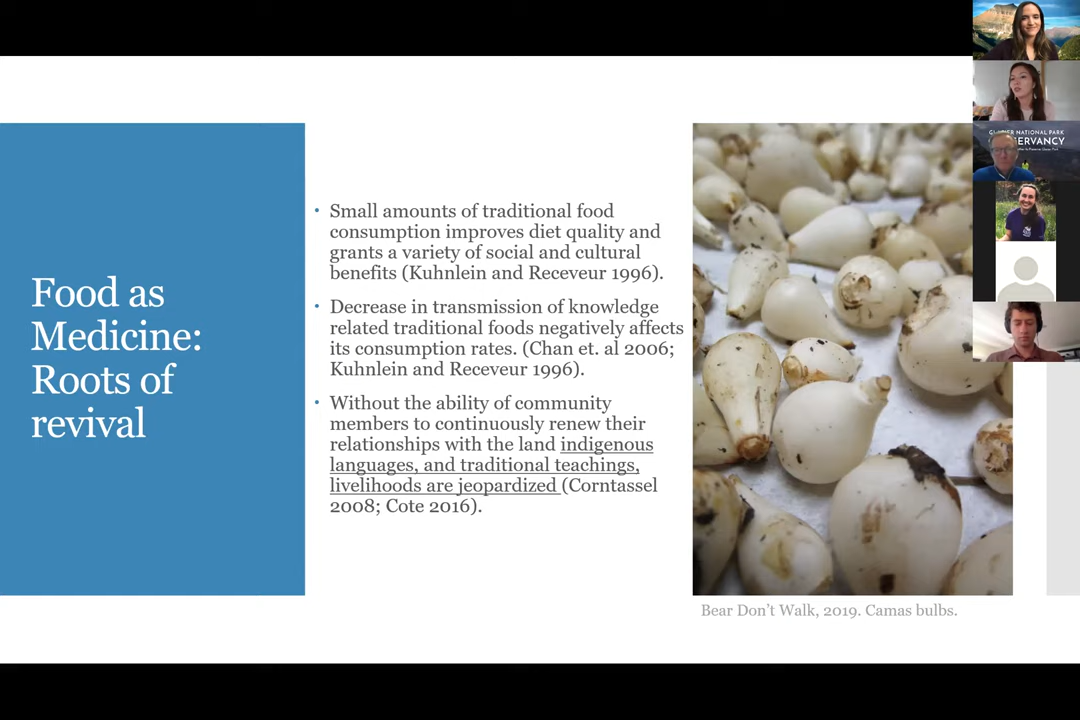 Food as
Medicine:
Roots of
revival
• Small amounts of traditional food
consumption improves diet quality and
grants a variety of social and cultural
benefits (Kuhnlein and Receveur 1996).
• Decrease in transmission of knowledge
related traditional foods negatively affects
its consumption rates. (Chan et. al 2006;
Kuhnlein and Receveur 1996).
• Without the ability of community
members to continuously renew their
relationships with the land indigenous
languages, and traditional teachings,
livelihoods are jeopardized (Corntassel
2008; Cote 2016).
Bear Don't Walk, 2019. Camas bulbs.
NATIONAL PARK